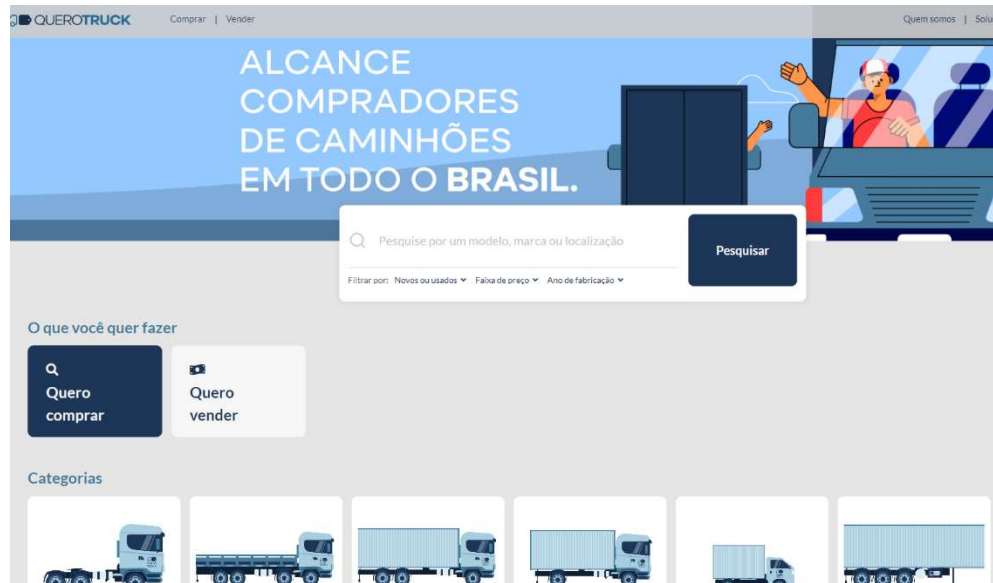 QUEROTRUCK
Comprar | Vender
Quem somos |
ALCANCE
COMPRADORES
DE CAMINHÕES
EM TODO O BRASIL.
Pesquise por um modelo, marca ou localização
Pesquisar
Filtrar por: Novos ou usados Faixa de preço Ano de fabricação
O que você quer fazer
Quero
comprar
Quero
vender
Categorias